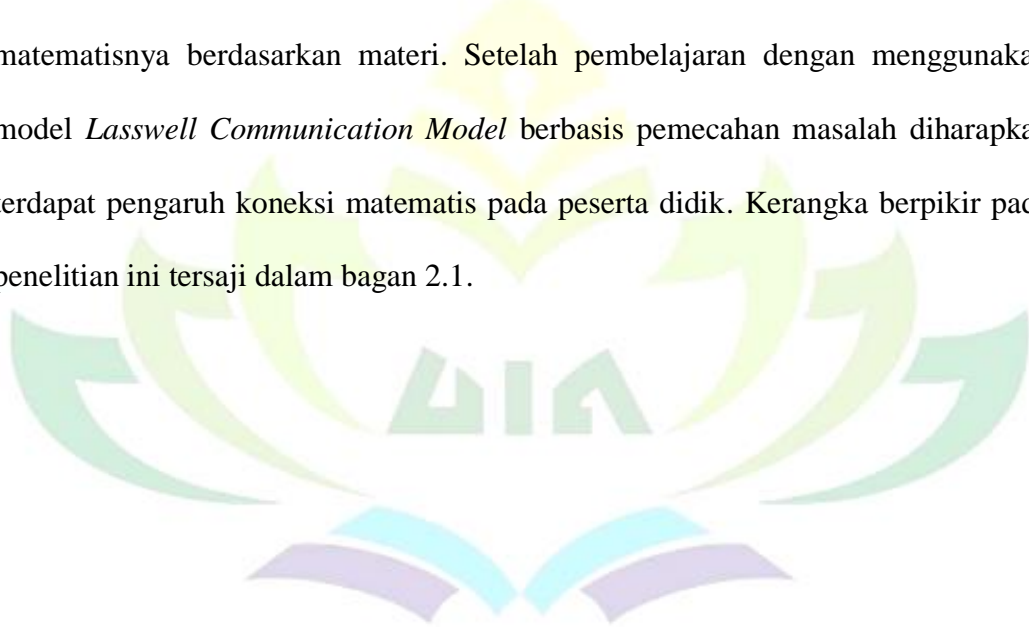 matematisnya berdasarkan materi. Setelah pembelajaran dengan menggunaka
model Lasswell Communication Model berbasis pemecahan masalah diharapka
terdapat pengaruh koneksi matematis pada peserta didik. Kerangka berpikir pad
penelitian ini tersaji dalam bagan 2.1.
UIN